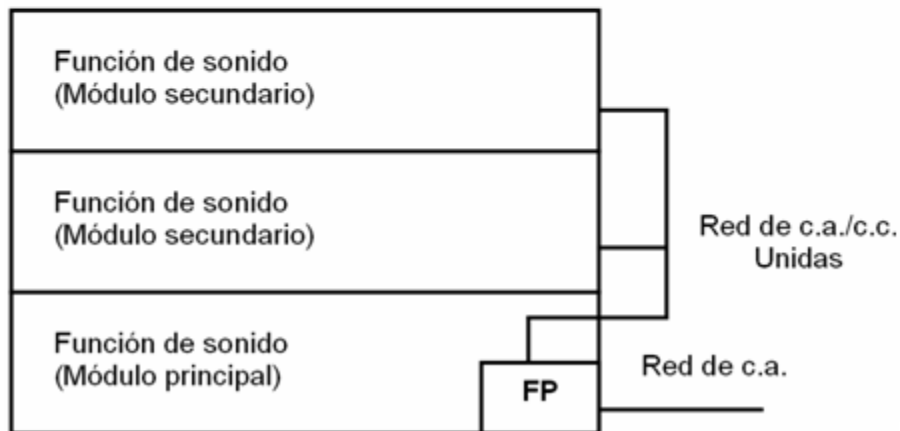 Función de sonido
(Módulo secundario)
Función de sonido
(Módulo secundario)
Red de c.a./c.c.
Unidas
Función de sonido
(Módulo principal)
FP
Red de c.a.